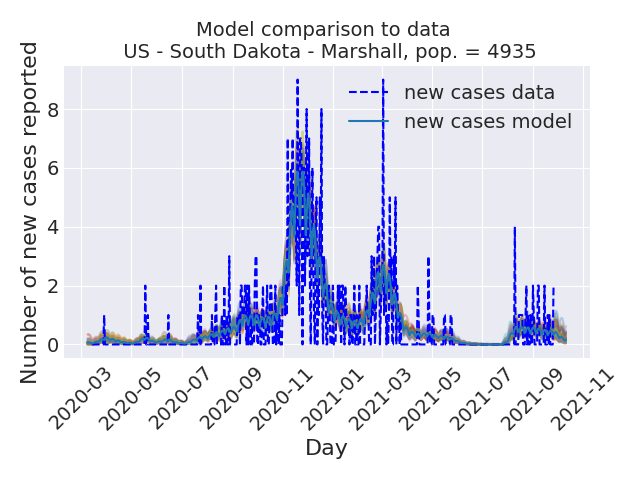 Model comparison to data
US - South Dakota - Marshall, pop. = 4935
Number of new cases reported
8
6
4
2
0
new cases data
new cases model
2020-03
2020-05
2020-07
2020-09
2020-11
2021-01
2021-03
2021-05
2021-07
2021-09
2021-11
Day